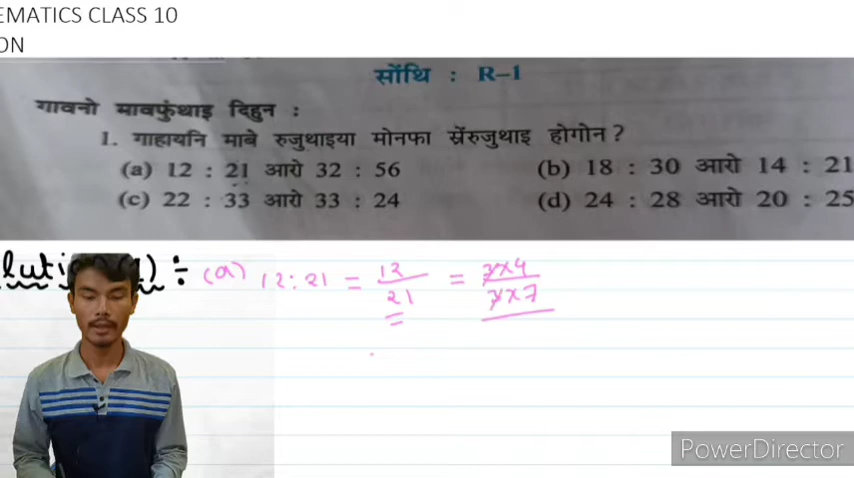 EMATICS CLASS 10
ON
सोंथि : R-1
गावनो मावफुंथाइ दिहुन :
1. गाहायनि माबे रुजुथाइया मोनफा स्रेंरुजुथाइ होगोन ?
(a) 12 : 21 आरो 32 : 56 (b) 18 : 30 आरो 14 : 21
(c) 22 : 33 आरो 33 : 24 (d) 24 : 28 आरो 20 : 25
(a) 12:21 = 12/21 = 3×4/3×7
PowerDirector